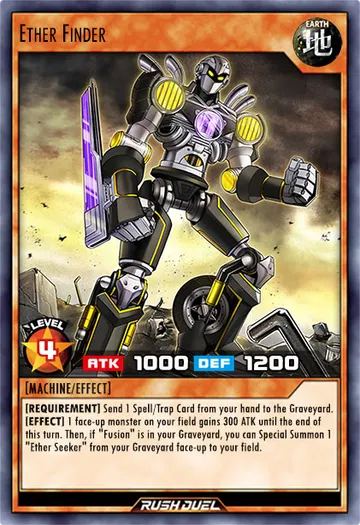 ETHER FINDER
EARTH
地
LEVEL
4
ATK 1000 DEF 1200
[MACHINE/EFFECT]
[REQUIREMENT] Send 1 Spell/Trap Card from your hand to the Graveyard.
[EFFECT] 1 face-up monster on your field gains 300 ATK until the end
of this turn. Then, if "Fusion" is in your Graveyard, you can Special Summon 1
"Ether Seeker" from your Graveyard face-up to your field.
RUSH DUEL